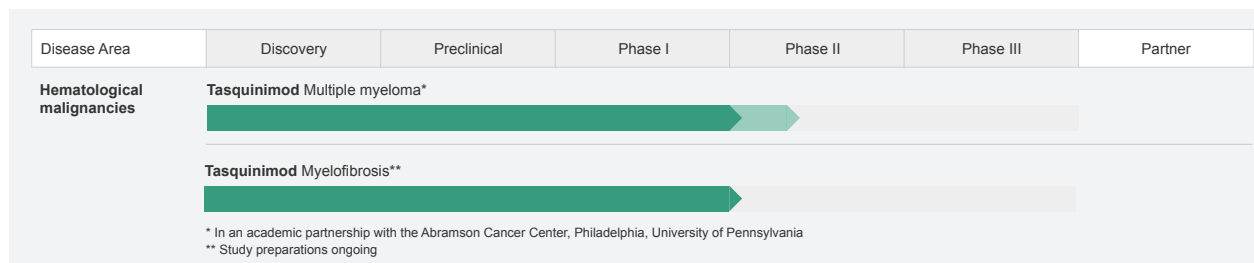 Disease Area Discovery Preclinical Phase I Phase II Phase III Partner
Hematological
malignancies
Tasquinimod Multiple myeloma*
Tasquinimod Myelofibrosis**
* In an academic partnership with the Abramson Cancer Center, Philadelphia, University of Pennsylvania
** Study preparations ongoing